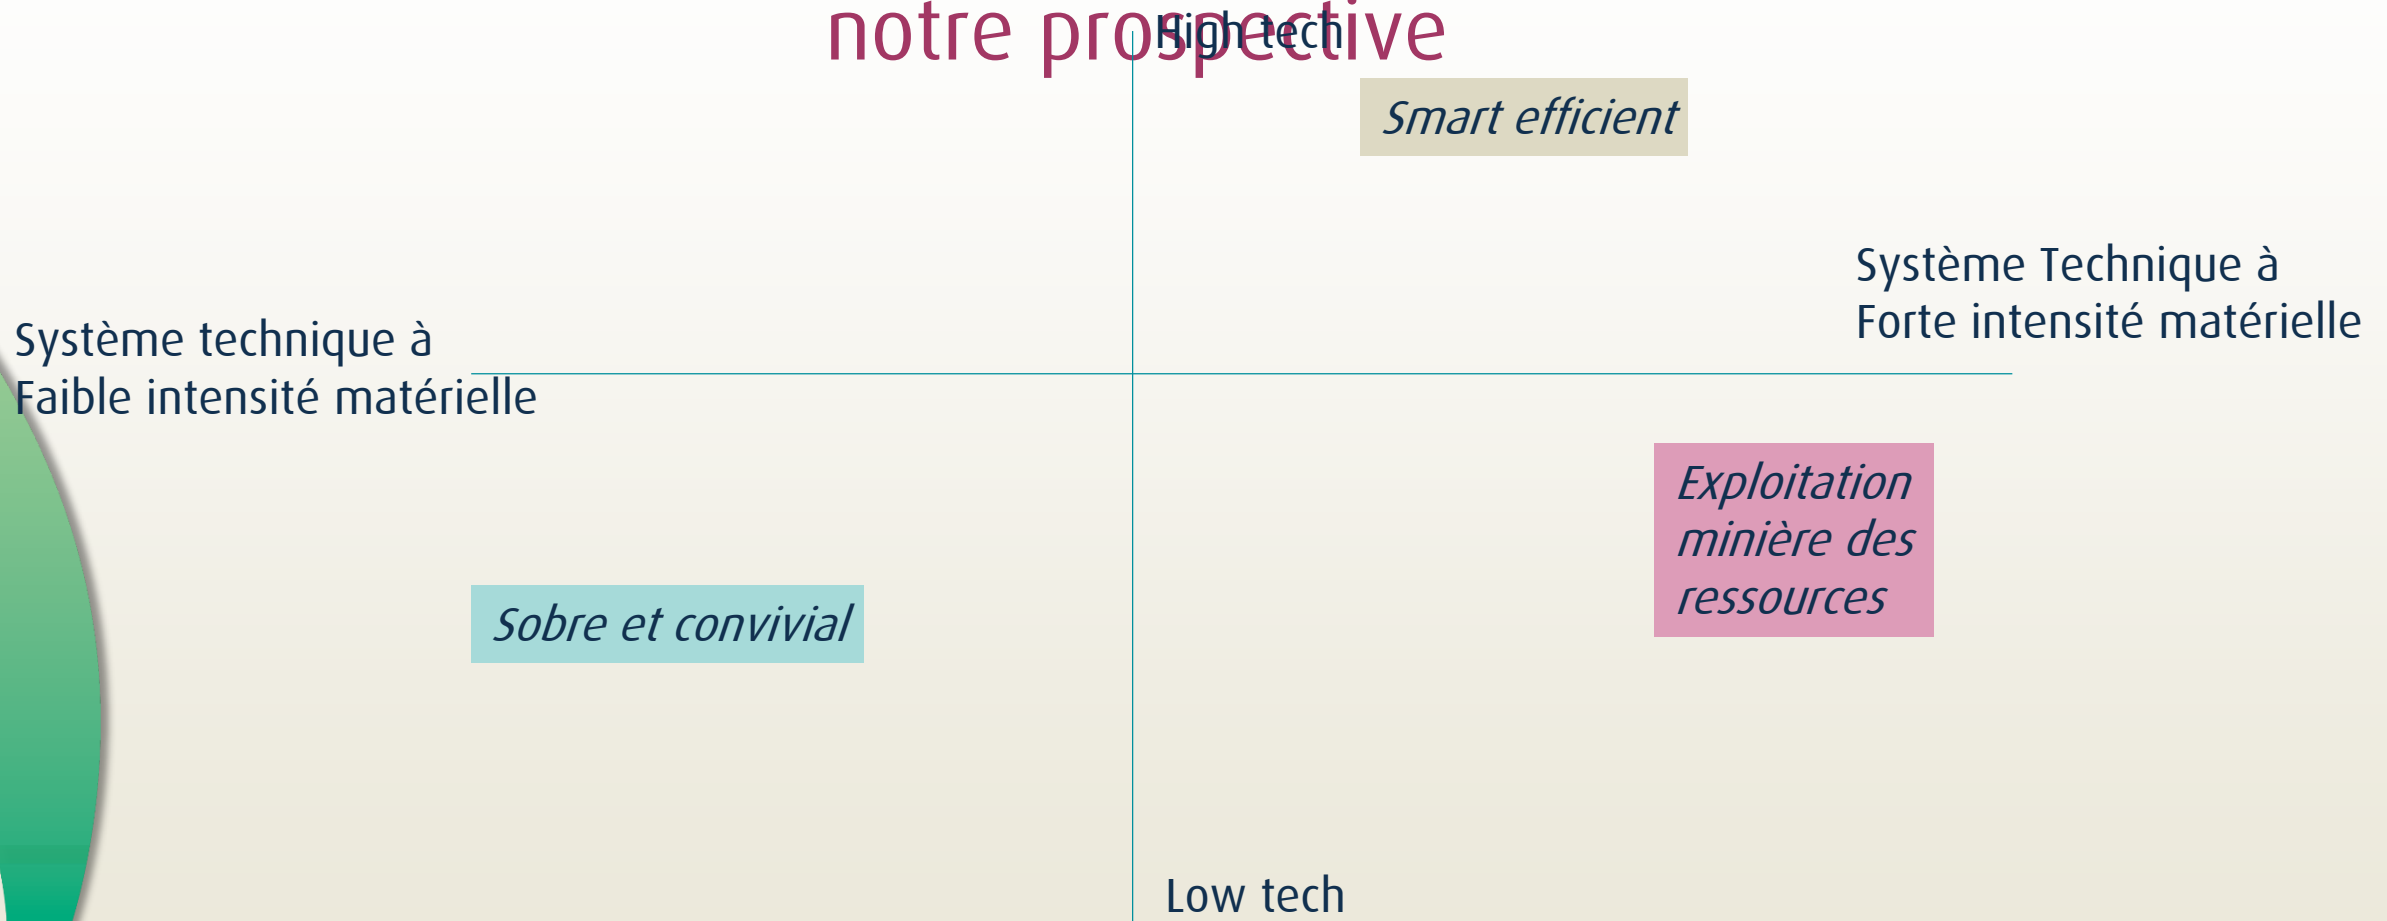 notre prospective
High tech
Smart efficient
Système Technique à
Forte intensité matérielle
Système technique à
Faible intensité matérielle
Exploitation
minière des
ressources
Sobre et convivial
Low tech